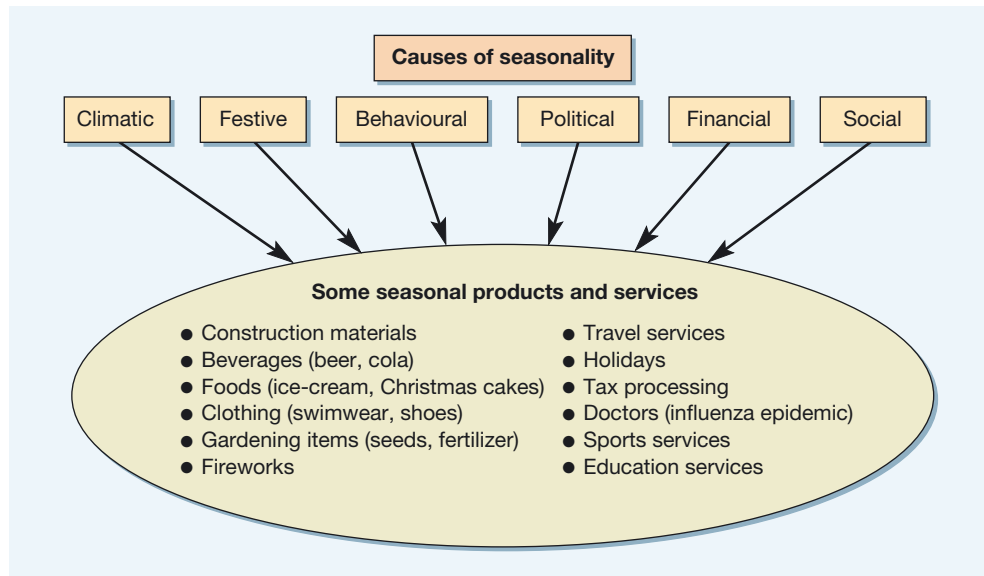 Causes of seasonality
Climatic
Festive
Behavioural
Political
Financial
Social
Some seasonal products and services
● Construction materials
● Beverages (beer, cola)
● Foods (ice-cream, Christmas cakes)
● Clothing (swimwear, shoes)
● Gardening items (seeds, fertilizer)
● Fireworks
● Travel services
● Holidays
● Tax processing
● Doctors (influenza epidemic)
● Sports services
● Education services